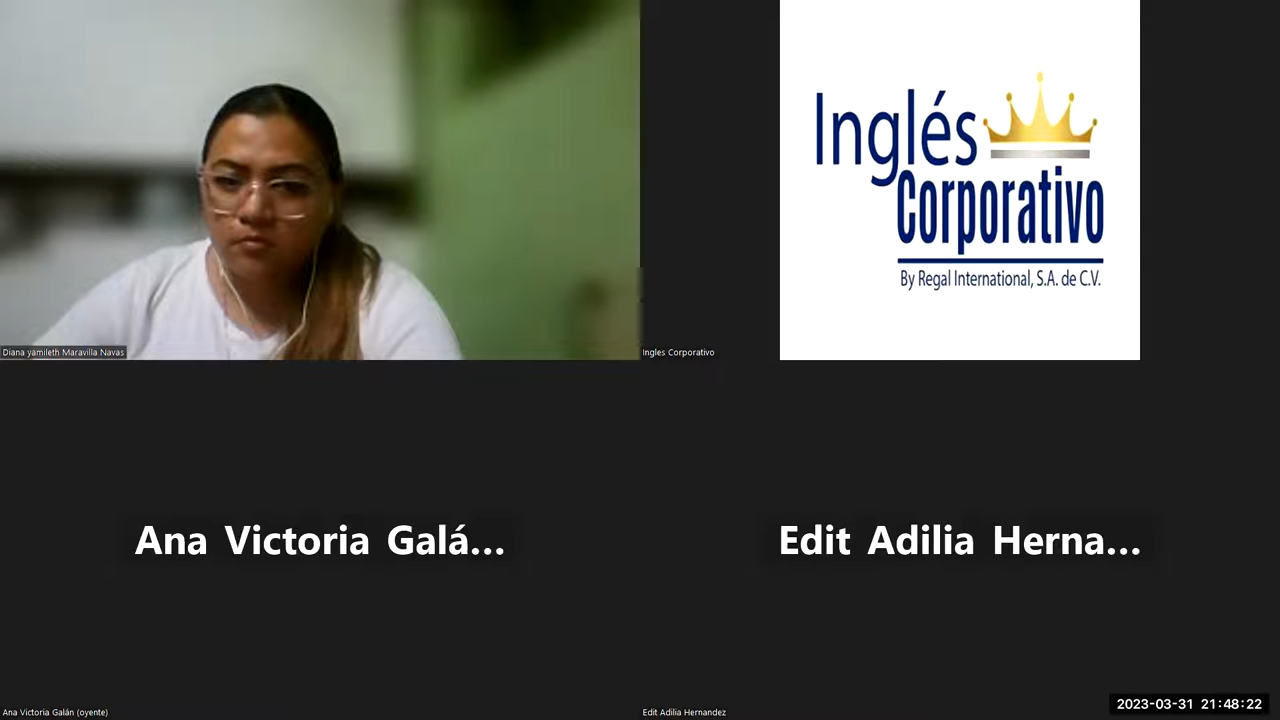 Inglés
Corporativo
By Regal International, S.A. de C.V.
Diana yamileth Maravilla Navas
Ingles Corporativo
Ana Victoria Galá...
Edit Adilia Herna...
Ana Victoria Galán (oyente)
Edit Adilia Hernandez
2023-03-31 21:48:22